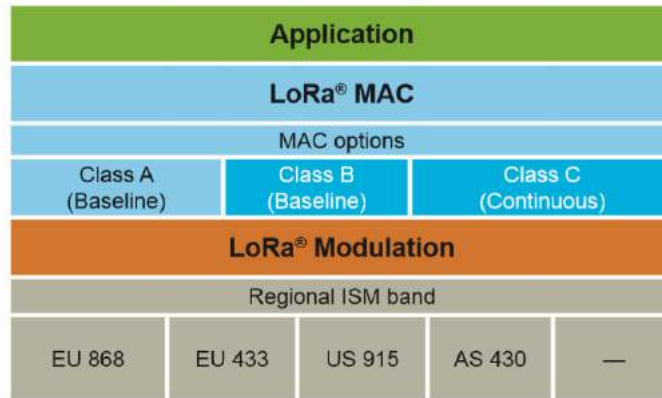 Application
LoRa® MAC
MAC options
Class A
(Baseline)
Class B
(Baseline)
Class C
(Continuous)
LoRa® Modulation
Regional ISM band
EU 868
EU 433
US 915
AS 430
—